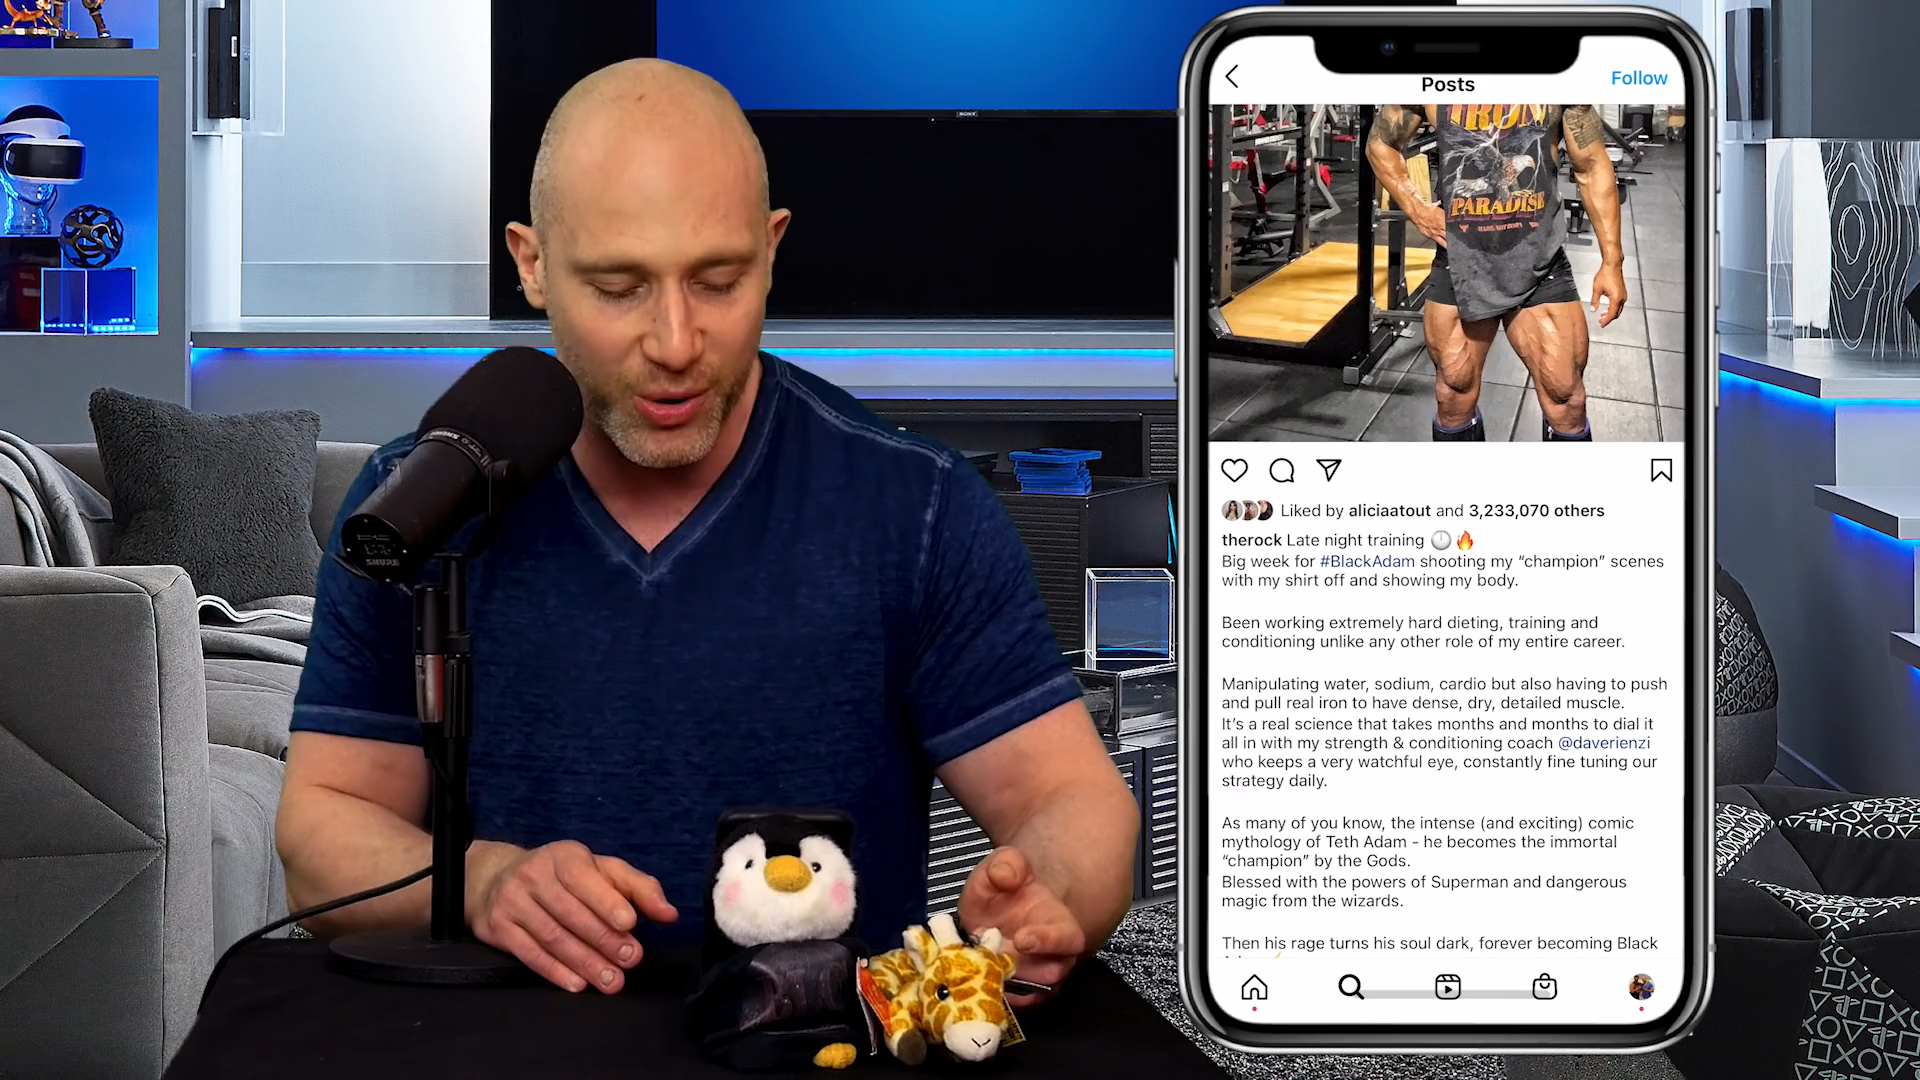 SONY
SHURE
Posts
Follow
IRON
PARADISE
Liked by aliciaatout and 3,233,070 others
therock Late night training
Big week for #BlackAdam shooting my “champion” scenes
with my shirt off and showing my body.
Been working extremely hard dieting, training and
conditioning unlike any other role of my entire career.
Manipulating water, sodium, cardio but also having to push
and pull real iron to have dense, dry, detailed muscle.
It’s a real science that takes months and months to dial it
all in with my strength & conditioning coach @daverienzi
who keeps a very watchful eye, constantly fine tuning our
strategy daily.
As many of you know, the intense (and exciting) comic
mythology of Teth Adam - he becomes the immortal
“champion” by the Gods.
Blessed with the powers of Superman and dangerous
magic from the wizards.
Then his rage turns his soul dark, forever becoming Black